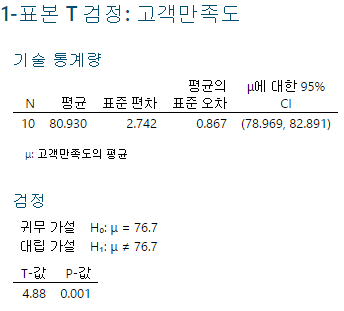 1-표본 T 검정: 고객만족도
기술 통계량
평균의 μ에 대한 95%
N 평균 표준 편차 표준 오차 CI
10 80.930 2.742 0.867 (78.969, 82.891)
μ: 고객만족도의 평균
검정
귀무 가설 H₀: μ = 76.7
대립 가설 H₁: μ ≠ 76.7
T-값 P-값
4.88 0.001